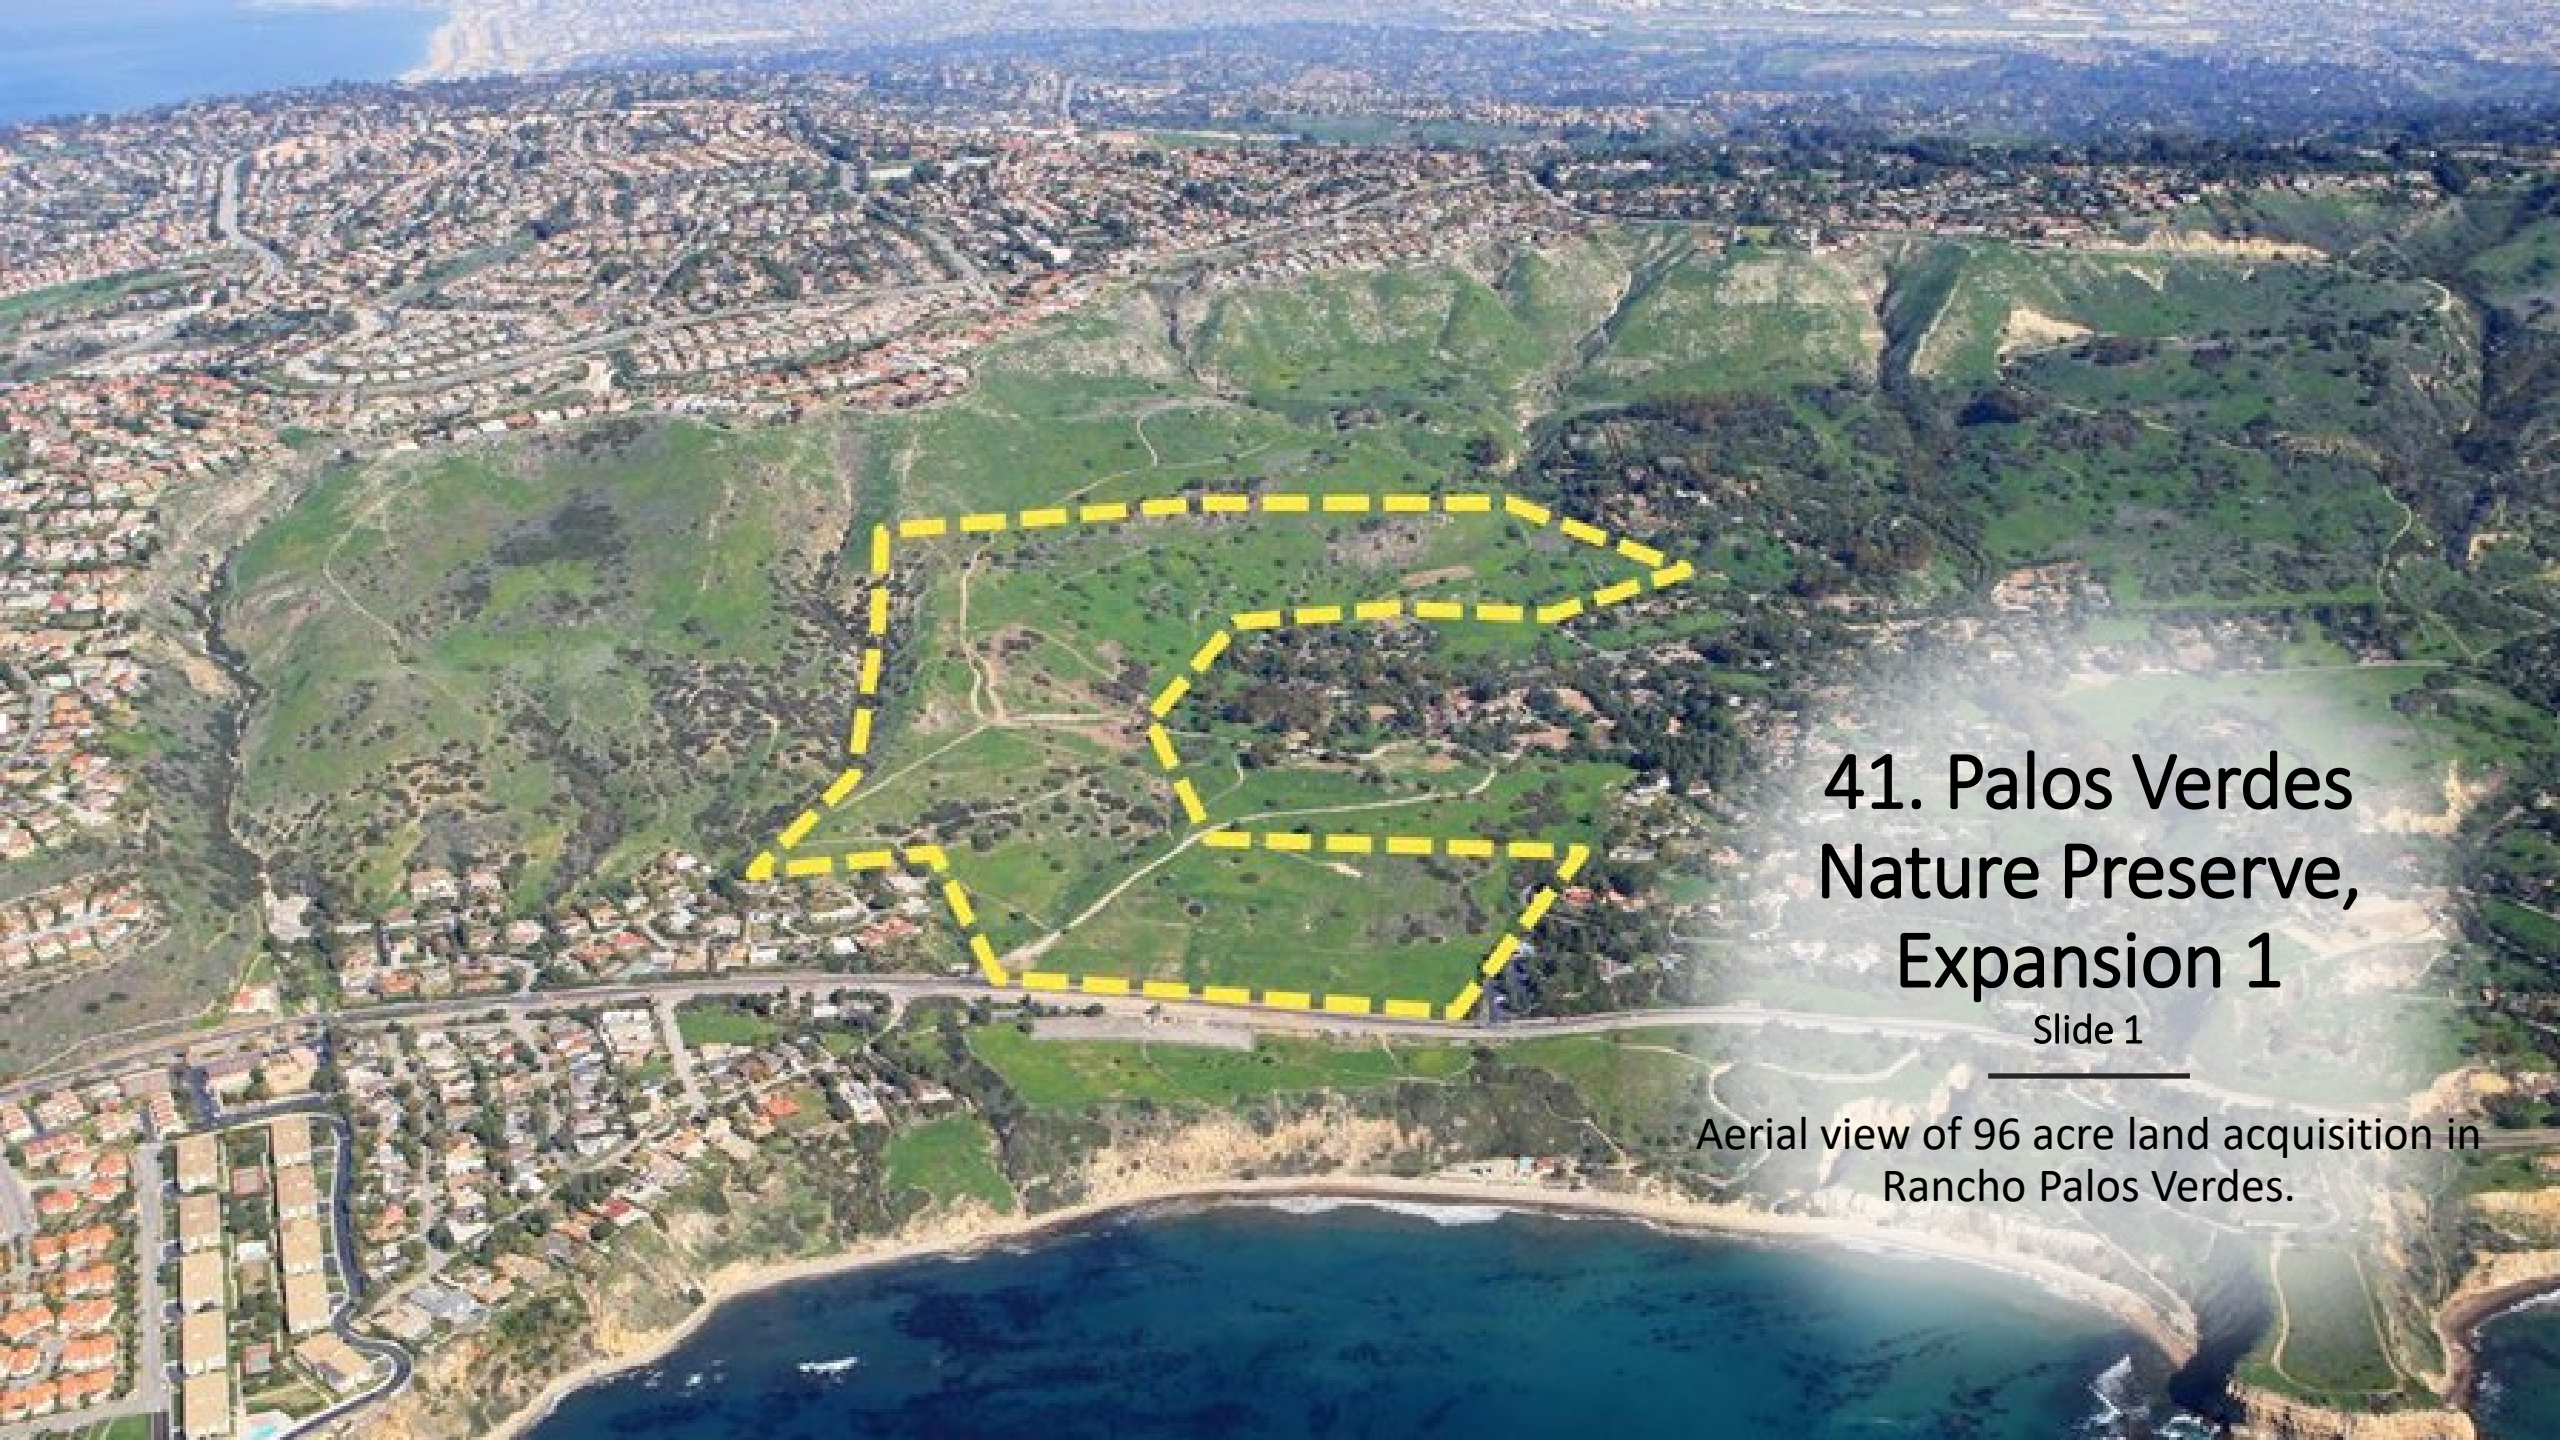 41. Palos Verdes
Nature Preserve,
Expansion 1
Slide 1
Aerial view of 96 acre land acquisition in
Rancho Palos Verdes.